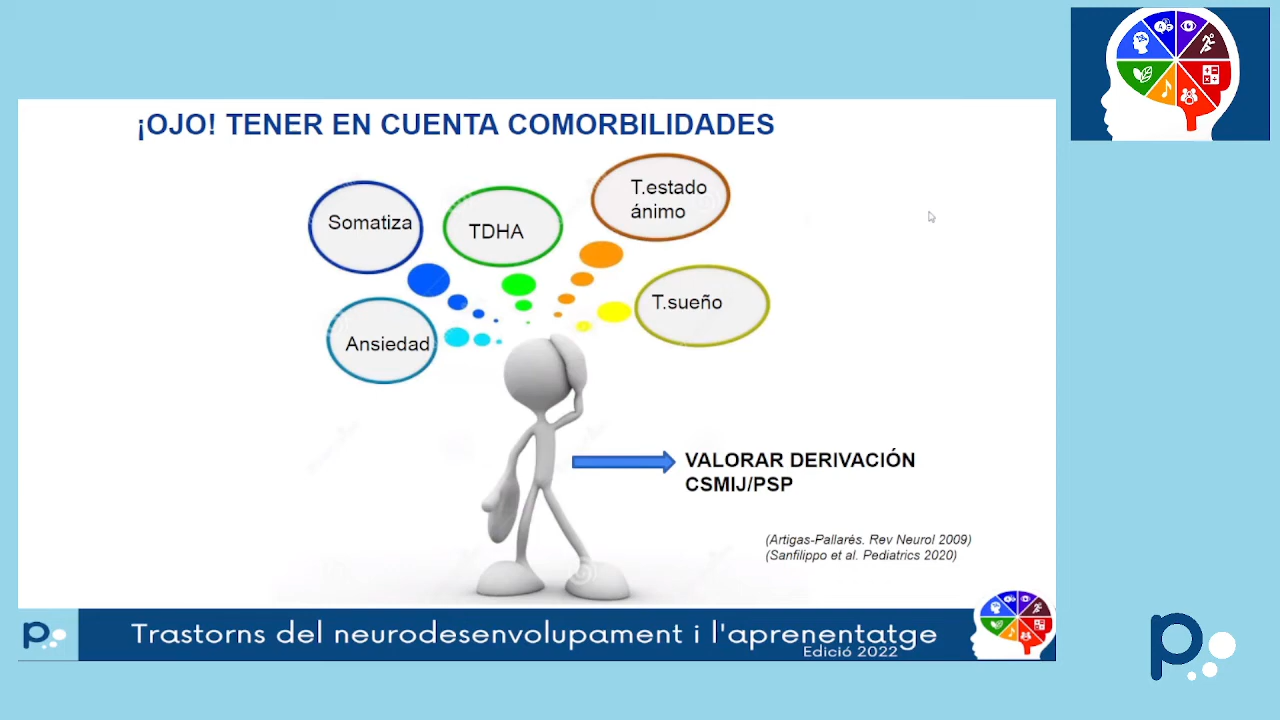 ¡OJO! TENER EN CUENTA COMORBILIDADES
Somatiza
TDHA
T.estado
ánimo
Ansiedad
T.sueño
VALORAR DERIVACIÓN
CSMIJ/PSP
(Artigas-Pallarés. Rev Neurol 2009)
(Sanfilippo et al. Pediatrics 2020)
p.
Trastorns del neurodesenvolupament i l'aprenentatge
Edició 2022
p.